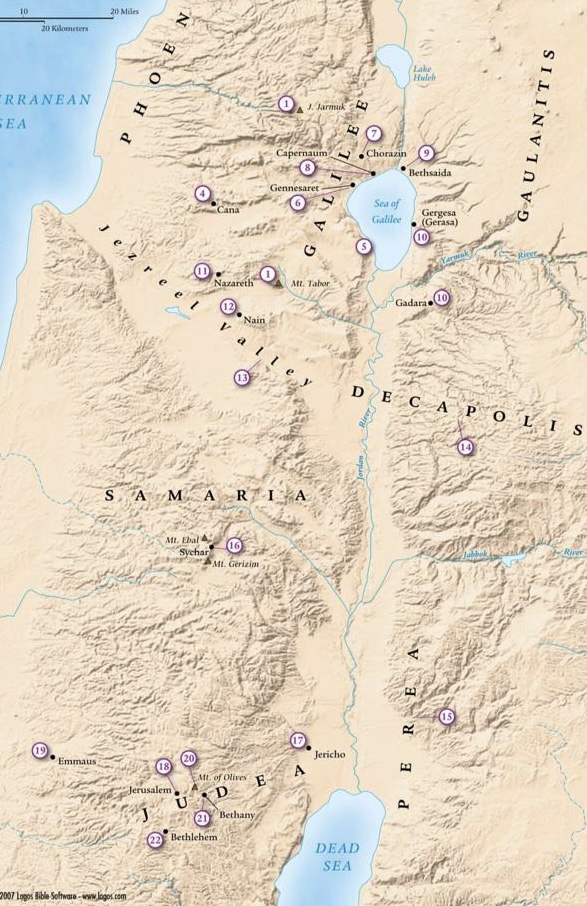 10 20 Miles
20 Kilometers
PHOEN
ERRANEAN
SEA
Lake
Huleh
1
J. Jarmuk
GALILEE
GAULANITIS
7
Capernaum
Chorazin
9
8
Bethsaida
Gennesaret
4
6
Cana
Sea of
Galilee
Gergesa
(Gerasa)
10
5
Jezreel Valley
Yarmuk River
11
Nazareth
1
Mt. Tabor
Gadara
10
12
Nain
13
DECAPOLIS
Jordan River
14
SAMARIA
Mt. Ebal
Sychar
16
Mt. Gerizim
Jabbok River
PEREA
15
19
Emmaus
17
Jericho
18
20
Mt. of Olives
Jerusalem
JUDEA
Bethany
21
22
Bethlehem
DEAD
SEA
2007 Logos Bible Software - www.logos.com